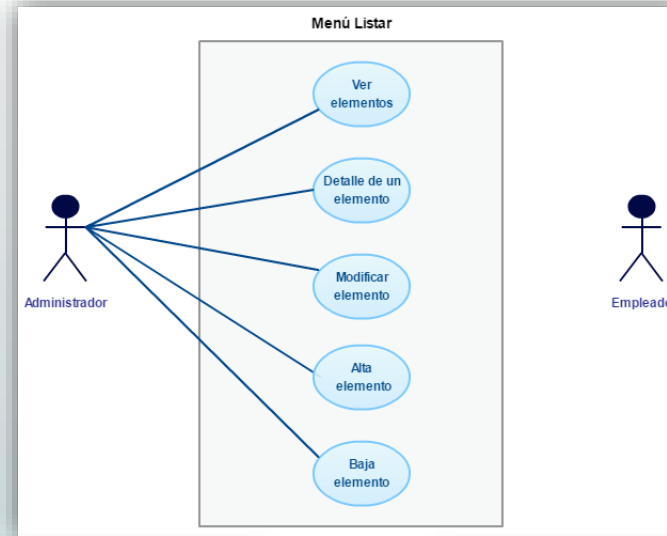 Menú Listar
Ver
elementos
Detalle de un
elemento
Modificar
elemento
Alta
elemento
Baja
elemento
Administrador
Empleado